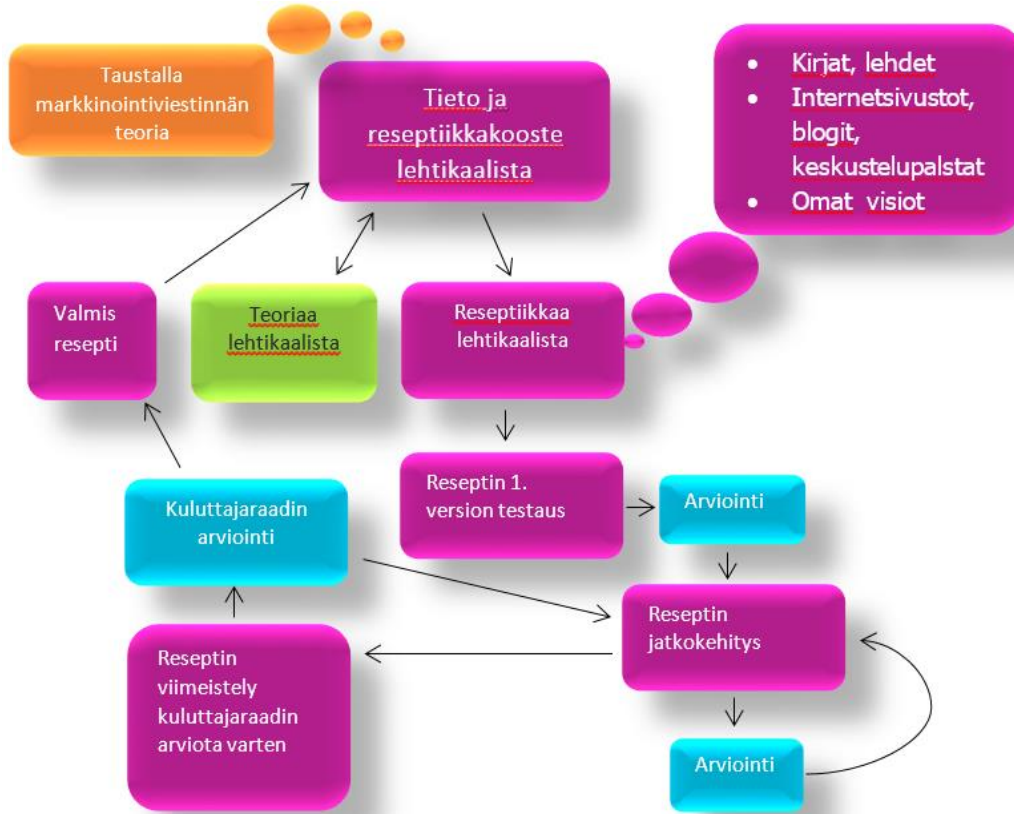 Taustalla
markkinointiviestinnän
teoria
Tieto ja
reseptiikkakooste
lehtikaalista
• Kirjat, lehdet
• Internetsivustot,
blogit,
keskustelupalstat
• Omat visiot
Valmis
resepti
Teoriaa
lehtikaalista
Reseptiikkaa
lehtikaalista
Reseptin 1.
version testaus
Arviointi
Kuluttajaraadin
arviointi
Reseptin
jatkokehitys
Reseptin
viimeistely
kuluttajaraadin
arviota varten
Arviointi